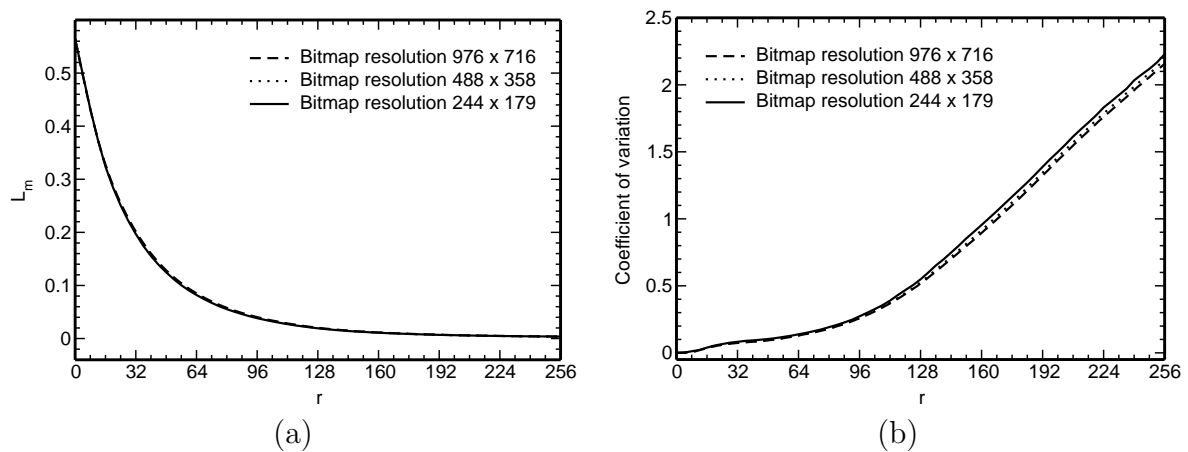 0.5
0.4
0.3
0.2
0.1
0
L_m
0 32 64 96 128 160 192 224 256
r
Bitmap resolution 976 x 716
Bitmap resolution 488 x 358
Bitmap resolution 244 x 179
(a)
2.5
2
1.5
1
0.5
0
Coefficient of variation
0 32 64 96 128 160 192 224 256
r
Bitmap resolution 976 x 716
Bitmap resolution 488 x 358
Bitmap resolution 244 x 179
(b)